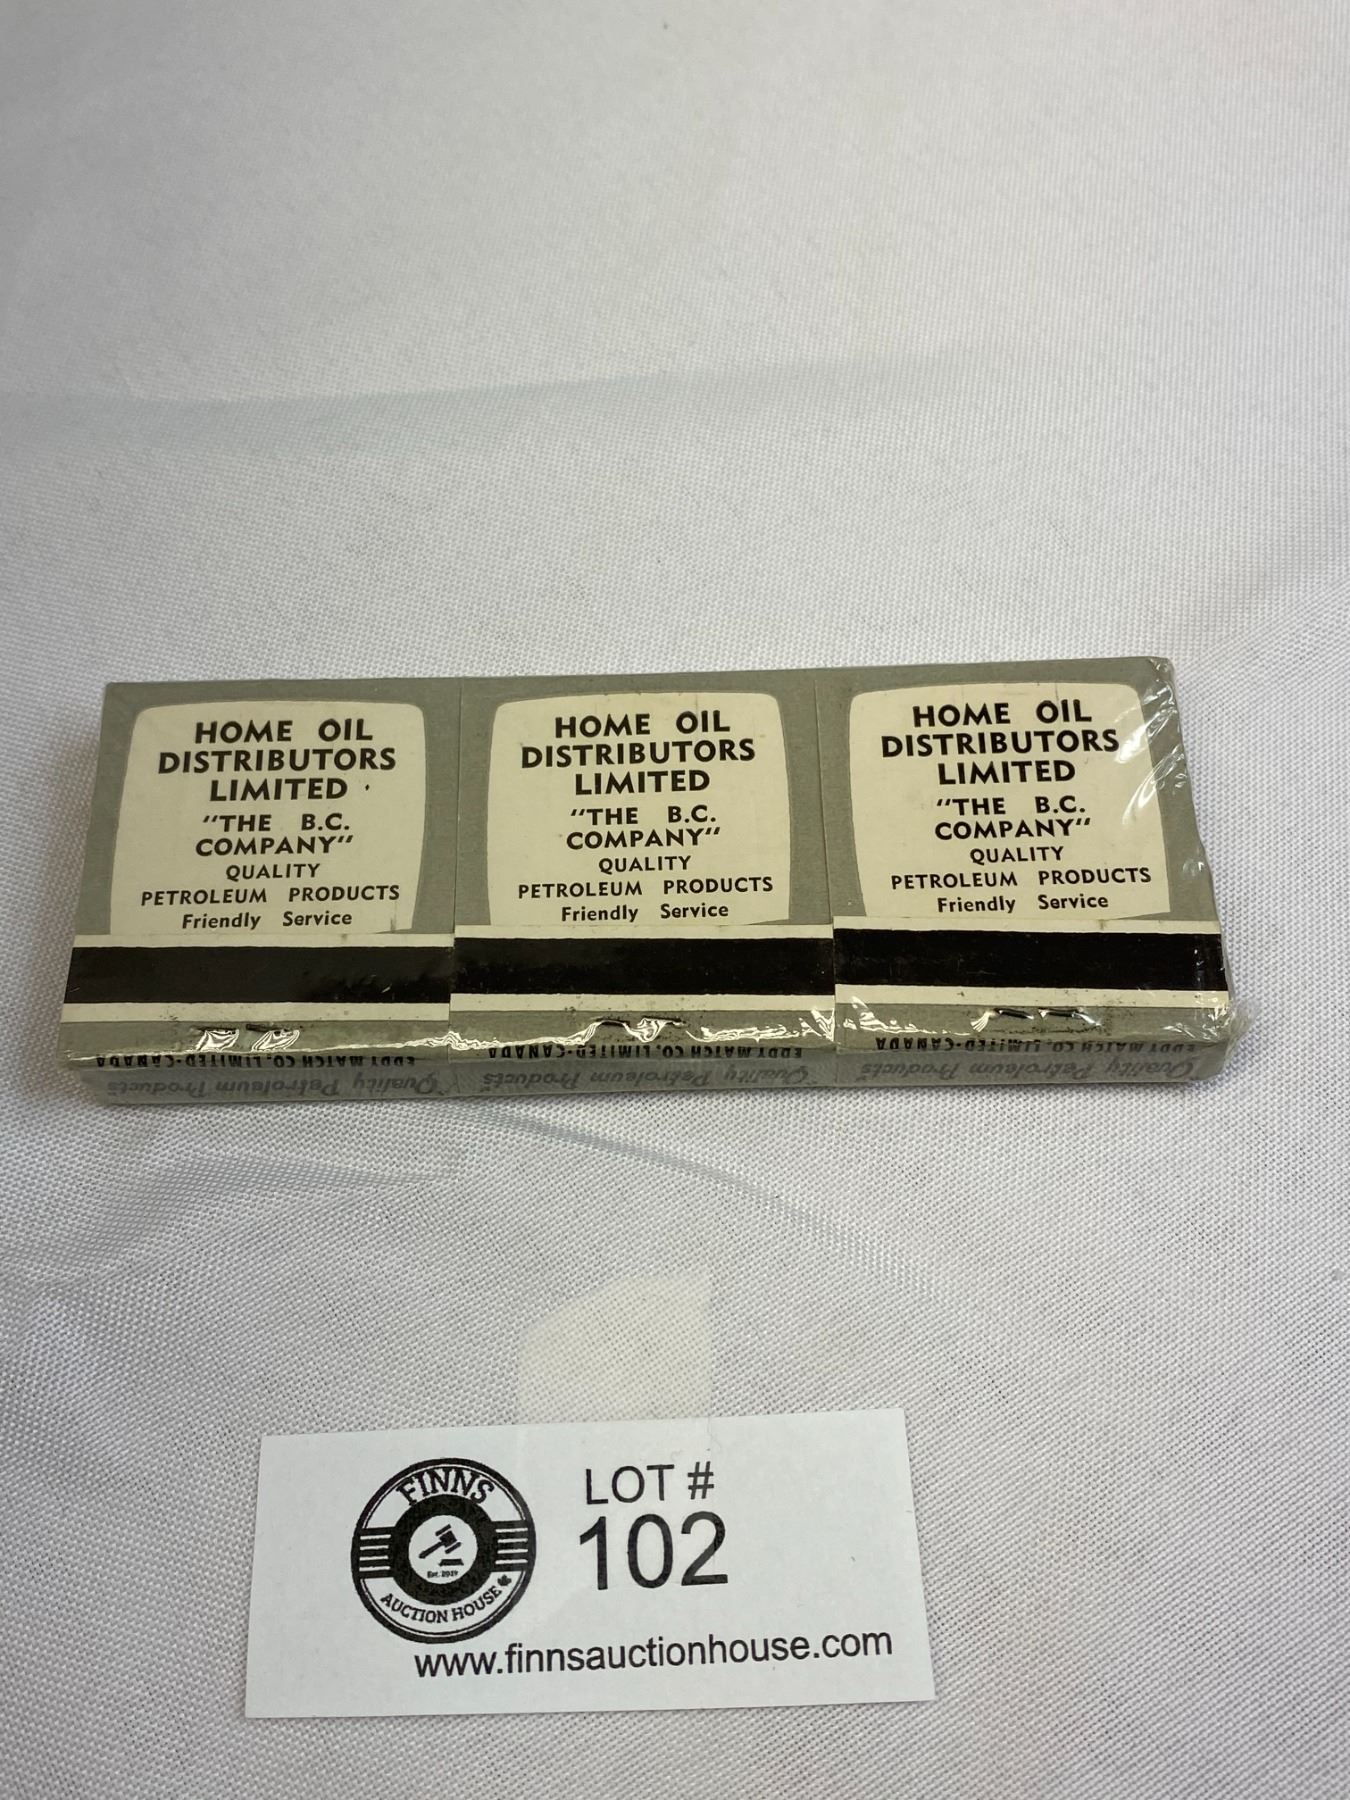 HOME OIL
DISTRIBUTORS
LIMITED
"THE B.C.
COMPANY"
QUALITY
PETROLEUM PRODUCTS
Friendly Service
EDDY MATCH CO. LIMITED-CANADA
"Quality Petroleum Products"
HOME OIL
DISTRIBUTORS
LIMITED
"THE B.C.
COMPANY"
QUALITY
PETROLEUM PRODUCTS
Friendly Service
EDDY MATCH CO. LIMITED-CANADA
"Quality Petroleum Products"
HOME OIL
DISTRIBUTORS
LIMITED
"THE B.C.
COMPANY"
QUALITY
PETROLEUM PRODUCTS
Friendly Service
EDDY MATCH CO. LIMITED-CANADA
"Quality Petroleum Products"
FINNS
Est. 2019
AUCTION HOUSE
LOT #
102
www.finnsauctionhouse.com